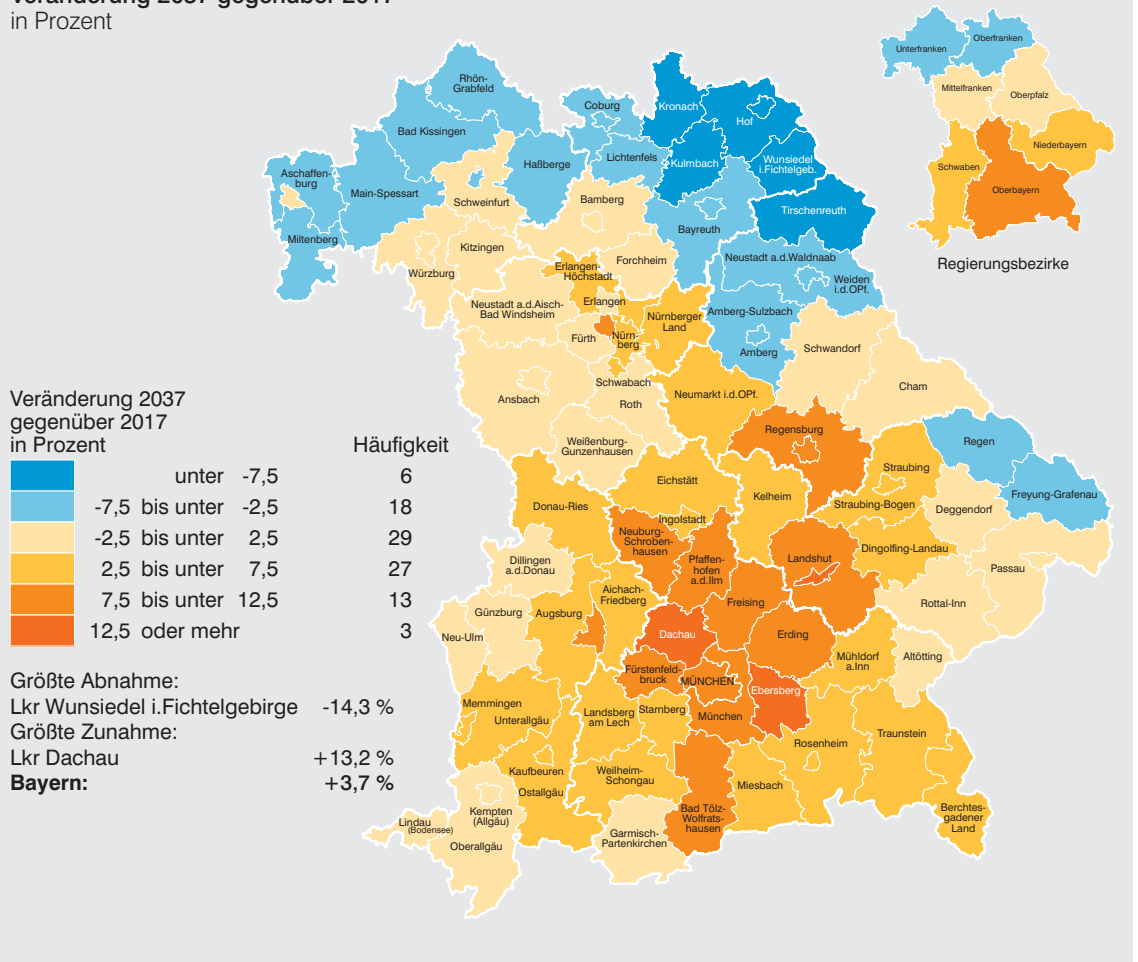 Veränderung 2037 gegenüber 2017
in Prozent
Unterfranken
Oberfranken
Mittelfranken
Oberpfalz
Niederbayern
Schwaben
Oberbayern
Regierungsbezirke
Rhön-
Grabfeld
Bad Kissingen
Coburg
Kronach
Hof
Lichtenfels
Kulmbach
Wunsiedel
i.Fichtelgeb.
Haßberge
Aschaffen-
burg
Main-Spessart
Schweinfurt
Bamberg
Bayreuth
Tirschenreuth
Miltenberg
Kitzingen
Würzburg
Forchheim
Erlangen-
Höchstadt
Neustadt a.d.Waldnaab
Weiden
i.d.OPf.
Neustadt a.d.Aisch-
Bad Windsheim
Erlangen
Nürnberger
Land
Amberg-Sulzbach
Fürth
Nürn-
berg
Amberg
Schwandorf
Schwabach
Ansbach
Roth
Neumarkt i.d.OPf.
Cham
Weißenburg-
Gunzenhausen
Regensburg
Regen
Straubing
Freyung-Grafenau
Eichstätt
Kelheim
Straubing-Bogen
Deggendorf
Donau-Ries
Ingolstadt
Neuburg-
Schroben-
hausen
Pfaffen-
hofen
a.d.Ilm
Landshut
Dingolfing-Landau
Passau
Dillingen
a.d.Donau
Aichach-
Friedberg
Freising
Rottal-Inn
Günzburg
Augsburg
Neu-Ulm
Dachau
Erding
Mühldorf
a.Inn
Altötting
Fürstenfeld-
bruck
MÜNCHEN
Ebersberg
Memmingen
Unterallgäu
Landsberg
am Lech
Starnberg
München
Rosenheim
Traunstein
Kaufbeuren
Ostallgäu
Weilheim-
Schongau
Miesbach
Bad Tölz-
Wolfrats-
hausen
Berchtes-
gadener
Land
Kempten
(Allgäu)
Lindau
(Bodensee)
Oberallgäu
Garmisch-
Partenkirchen
Veränderung 2037
gegenüber 2017
in Prozent Häufigkeit
unter -7,5 6
-7,5 bis unter -2,5 18
-2,5 bis unter 2,5 29
2,5 bis unter 7,5 27
7,5 bis unter 12,5 13
12,5 oder mehr 3
Größte Abnahme:
Lkr Wunsiedel i.Fichtelgebirge -14,3 %
Größte Zunahme:
Lkr Dachau +13,2 %
Bayern: +3,7 %